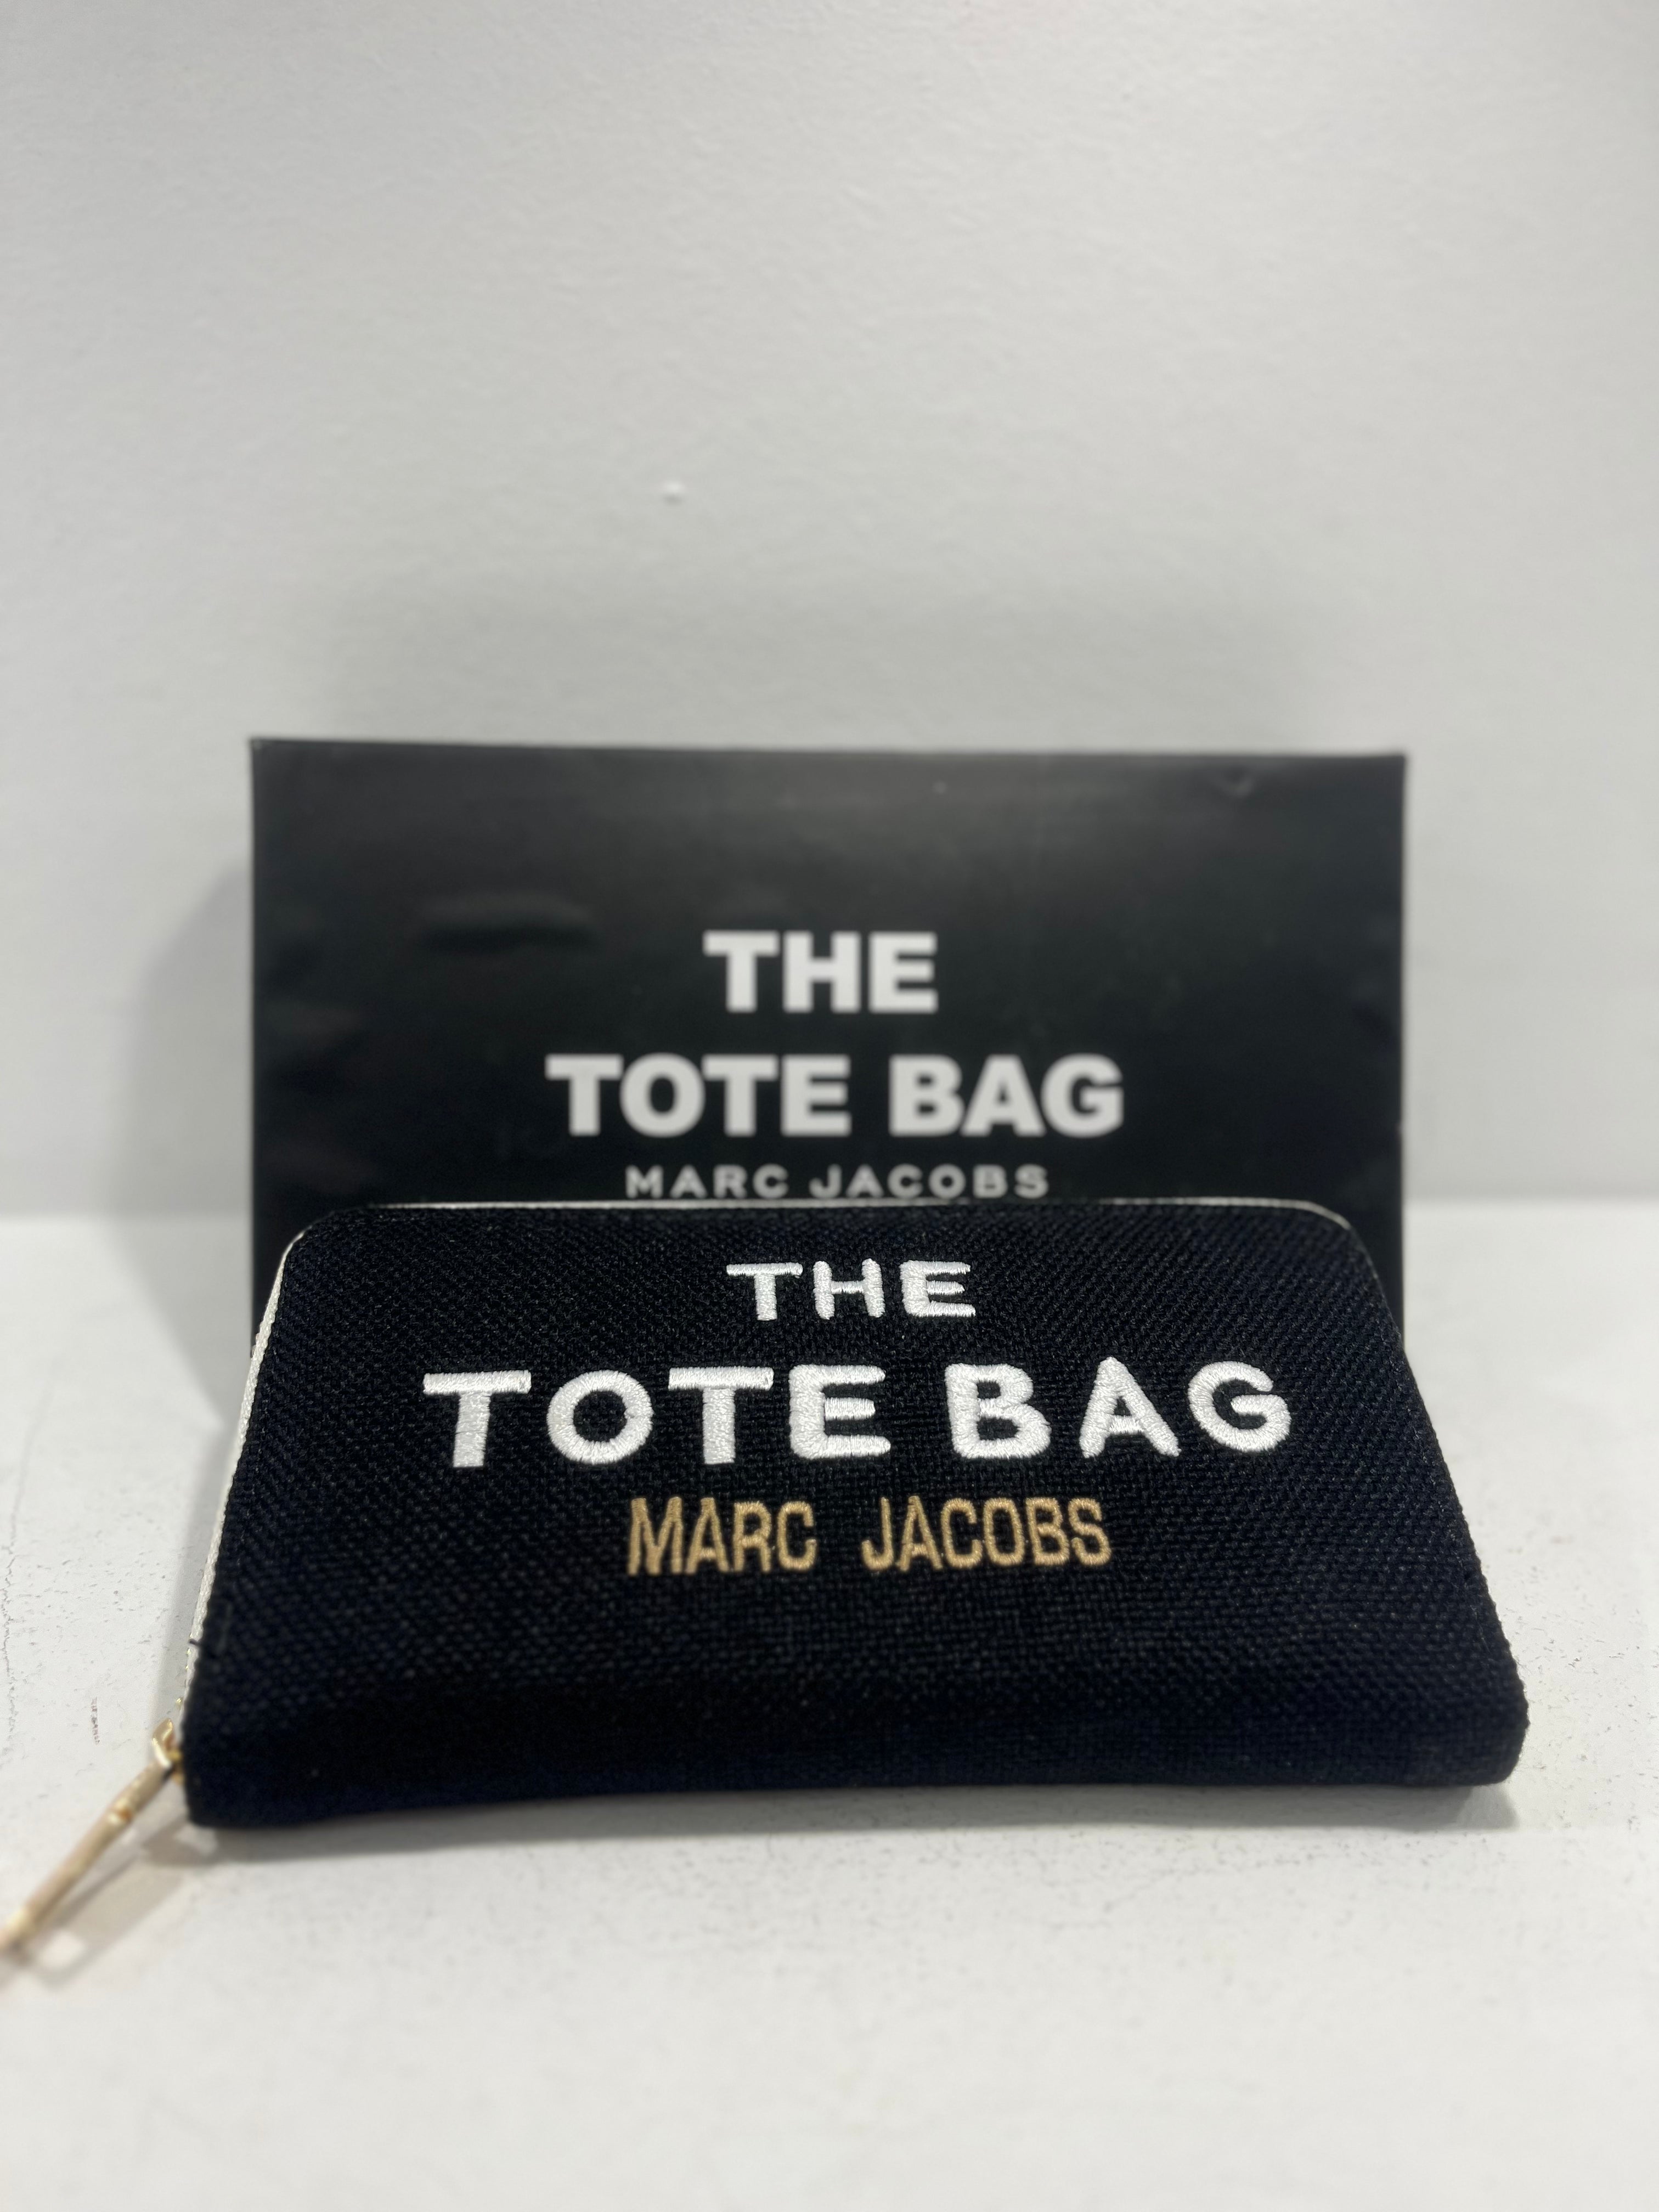 THE
TOTE BAG
MARC JACOBS
THE
TOTE BAG
MARC JACOBS